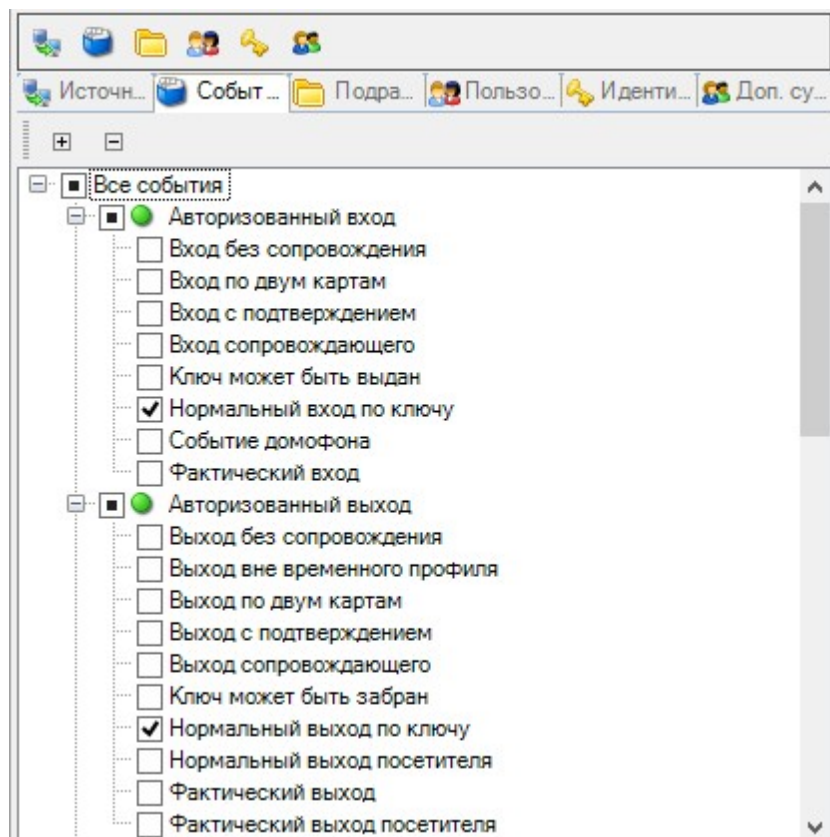 Источн... Событ... Подра... Пользо... Иденти... Доп. су...
Все события
Авторизованный вход
Вход без сопровождения
Вход по двум картам
Вход с подтверждением
Вход сопровождающего
Ключ может быть выдан
Нормальный вход по ключу
Событие домофона
Фактический вход
Авторизованный выход
Выход без сопровождения
Выход вне временного профиля
Выход по двум картам
Выход с подтверждением
Выход сопровождающего
Ключ может быть забран
Нормальный выход по ключу
Нормальный выход посетителя
Фактический выход
Фактический выход посетителя